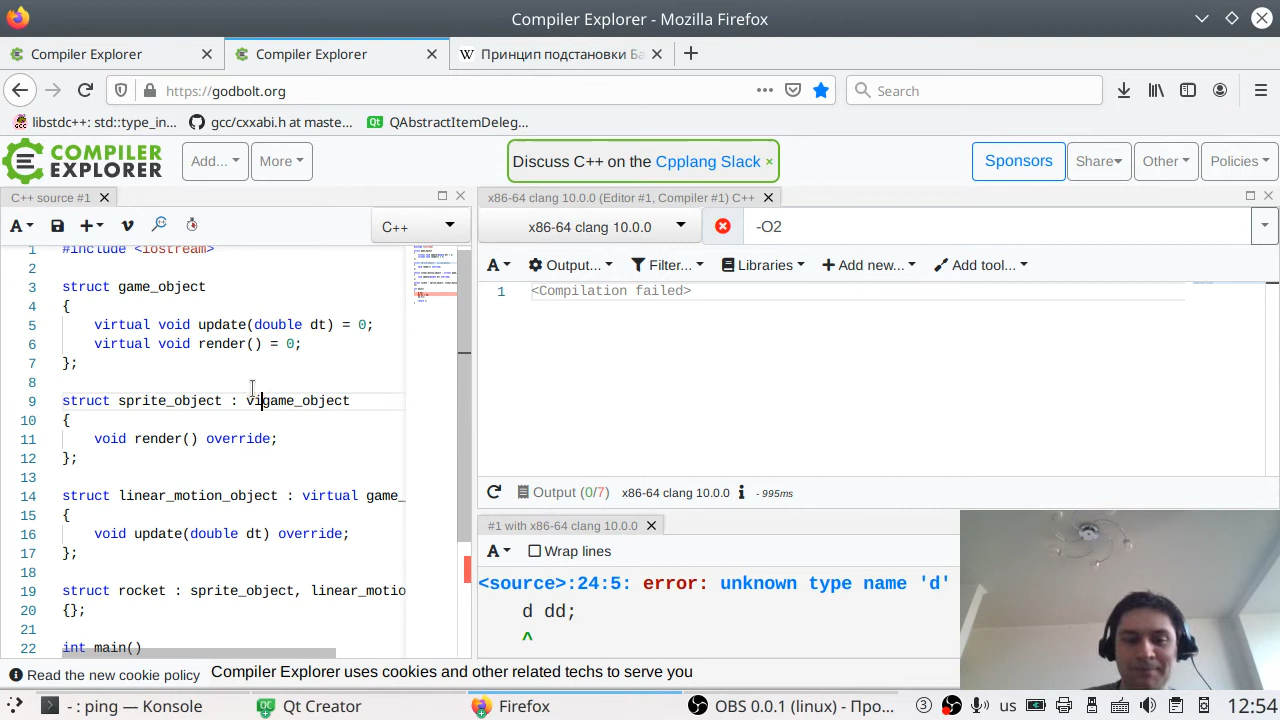 Compiler Explorer - Mozilla Firefox
Compiler Explorer
Compiler Explorer
W Принцип подстановки Ба
https://godbolt.org
Search
libstdc++: std::type_in...
gcc/cxxabi.h at maste...
Qt QAbstractItemDeleg...
COMPILER EXPLORER
Add...
More
Discuss C++ on the Cpplang Slack ×
Sponsors
Share
Other
Policies
C++ source #1
x86-64 clang 10.0.0 (Editor #1, Compiler #1) C++
A
C++
x86-64 clang 10.0.0
-O2
A
Output...
Filter...
Libraries
Add new...
Add tool...
1 #include <iostream>
2
3 struct game_object
4 {
5 virtual void update(double dt) = 0;
6 virtual void render() = 0;
7 };
8
9 struct sprite_object : vigame_object
10 {
11 void render() override;
12 };
13
14 struct linear_motion_object : virtual game_
15 {
16 void update(double dt) override;
17 };
18
19 struct rocket : sprite_object, linear_motio
20 {};
21
22 int main()
1 <Compilation failed>
Output (0/7) x86-64 clang 10.0.0 i - 995ms
#1 with x86-64 clang 10.0.0
A
Wrap lines
<source>:24:5: error: unknown type name 'd'
d dd;
^
Read the new cookie policy
Compiler Explorer uses cookies and other related techs to serve you
- : ping — Konsole
Qt Creator
Firefox
OBS 0.0.1 (linux) - Про...
3
us
12:54